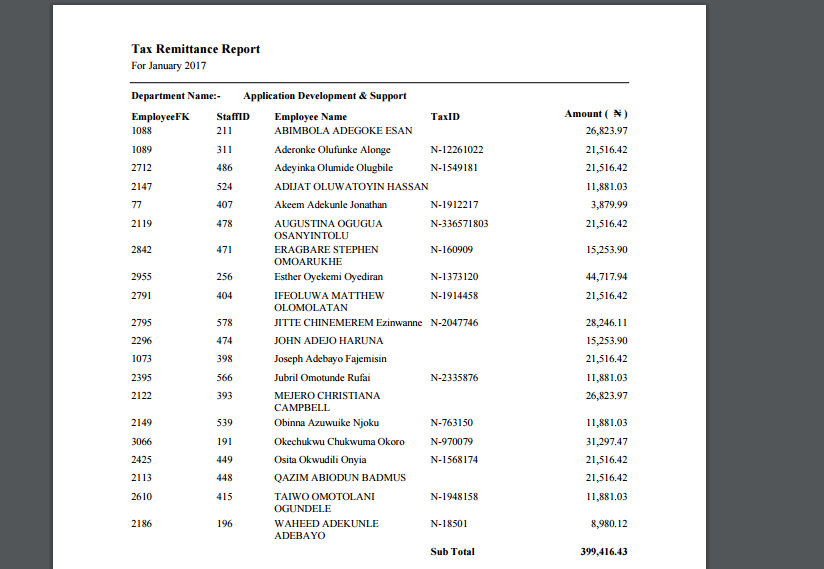 Tax Remittance Report
For January 2017
Department Name:- Application Development & Support
EmployeeFK StaffID Employee Name TaxID Amount ( ₦ )
1088 211 ABIMBOLA ADEGOKE ESAN 26,823.97
1089 311 Aderonke Olufunke Alonge N-12261022 21,516.42
2712 486 Adeyinka Olumide Olugbile N-1549181 21,516.42
2147 524 ADIJAT OLUWATOYIN HASSAN 11,881.03
77 407 Akeem Adekunle Jonathan N-1912217 3,879.99
2119 478 AUGUSTINA OGUGUA N-336571803 21,516.42
OSANYINTOLU
2842 471 ERAGBARE STEPHEN N-160909 15,253.90
OMOARUKHE
2955 256 Esther Oyekemi Oyediran N-1373120 44,717.94
2791 404 IFEOLUWA MATTHEW N-1914458 21,516.42
OLOMOLATAN
2795 578 JITTE CHINEMEREM Ezinwanne N-2047746 28,246.11
2296 474 JOHN ADEJO HARUNA 15,253.90
1073 398 Joseph Adebayo Fajemisin 21,516.42
2395 566 Jubril Omotunde Rufai N-2335876 11,881.03
2122 393 MEJERO CHRISTIANA 26,823.97
CAMPBELL
2149 539 Obinna Azuwuike Njoku N-763150 11,881.03
3066 191 Okechukwu Chukwuma Okoro N-970079 31,297.47
2425 449 Osita Okwudili Onyia N-1568174 21,516.42
2113 448 QAZIM ABIODUN BADMUS 21,516.42
2610 415 TAIWO OMOTOLANI N-1948158 11,881.03
OGUNDELE
2186 196 WAHEED ADEKUNLE N-18501 8,980.12
ADEBAYO
Sub Total 399,416.43